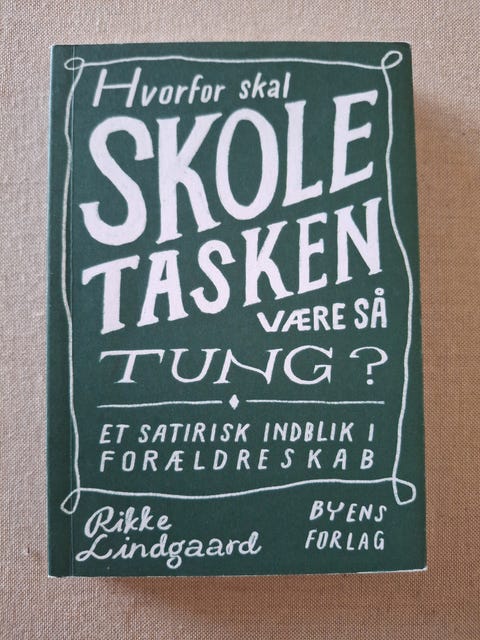 Hvorfor skal
SKOLE
TASKEN
VÆRE SÅ
TUNG?
ET SATIRISK INDBLIK I
FORÆLDRESKAB
Rikke
Lindgaard
BYENS
FORLAG